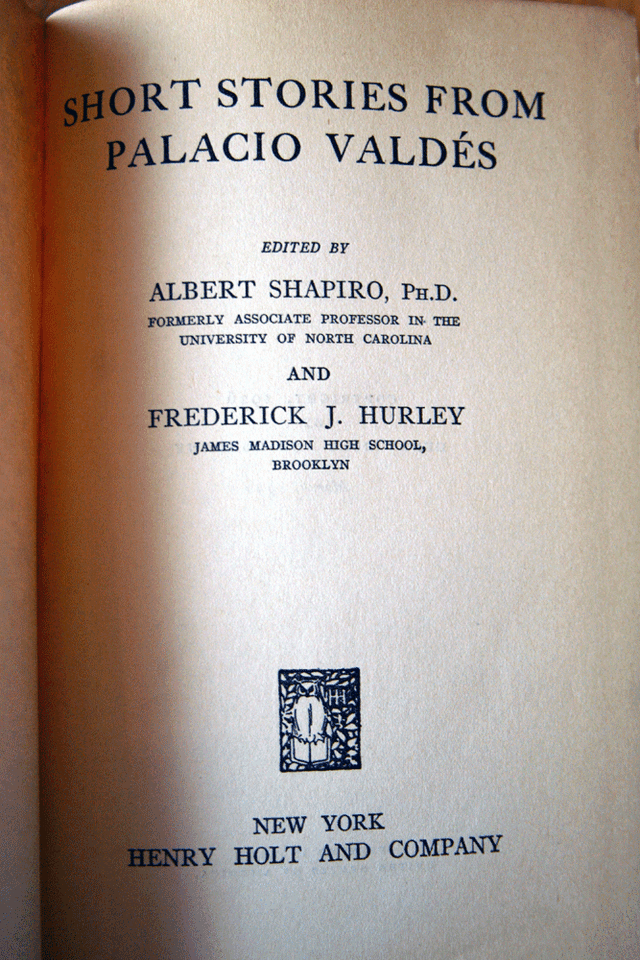 SHORT STORIES FROM
PALACIO VALDÉS
EDITED BY
ALBERT SHAPIRO, PH.D.
FORMERLY ASSOCIATE PROFESSOR IN THE
UNIVERSITY OF NORTH CAROLINA
AND
FREDERICK J. HURLEY
JAMES MADISON HIGH SCHOOL,
BROOKLYN
HH
NEW YORK
HENRY HOLT AND COMPANY